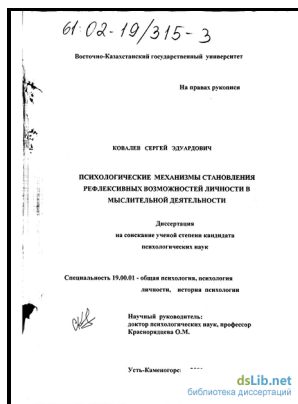 61:02-19/315-3
Восточно-Казахстанский государственный университет
На правах рукописи
КОВАЛЕВ СЕРГЕЙ ЭДУАРДОВИЧ
ПСИХОЛОГИЧЕСКИЕ МЕХАНИЗМЫ СТАНОВЛЕНИЯ
РЕФЛЕКСИВНЫХ ВОЗМОЖНОСТЕЙ ЛИЧНОСТИ В
МЫСЛИТЕЛЬНОЙ ДЕЯТЕЛЬНОСТИ
Диссертация
на соискание ученой степени кандидата
психологических наук
Специальность 19.00.01 - общая психология, психология
личности, история психологии
Научный руководитель:
доктор психологических наук, профессор
Краснорядцева О.М.
Усть-Каменогорс
dslib.net
библиотека диссертаций